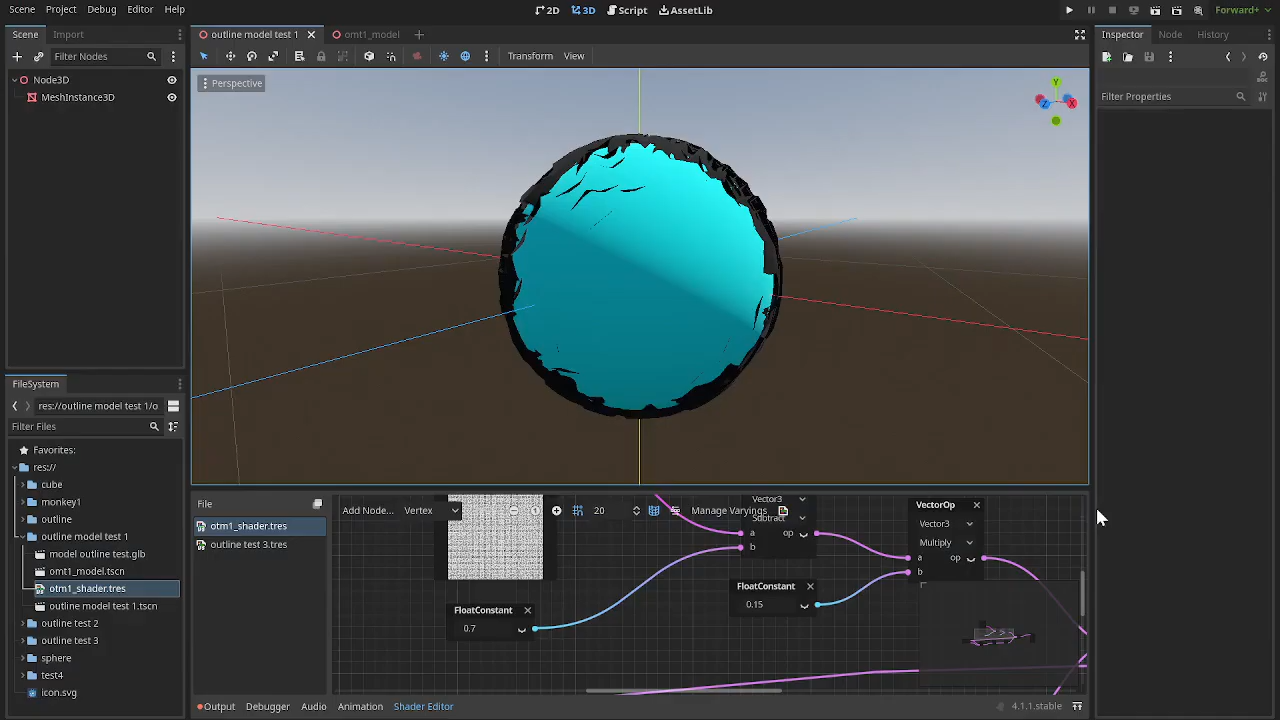 Scene Project Debug Editor Help
2D 3D Script AssetLib
Forward+
Scene Import
outline model test 1 omt1_model
Inspector Node History
Filter Nodes
Transform View
Node3D
MeshInstance3D
Perspective
Y
Z X
Filter Properties
FileSystem
res://outline model test 1/o
Filter Files
Favorites:
res://
cube
monkey1
outline
outline model test 1
model outline test.glb
omt1_model.tscn
otm1_shader.tres
outline model test 1.tscn
outline test 2
outline test 3
sphere
test4
icon.svg
File
otm1_shader.tres
outline test 3.tres
Add Node... Vertex 20 Manage Varyings
Vector3
Subtract
a op
b
VectorOp
Vector3
Multiply
a op
b
FloatConstant
0.15
FloatConstant
0.7
Output Debugger Audio Animation Shader Editor
4.1.1.stable